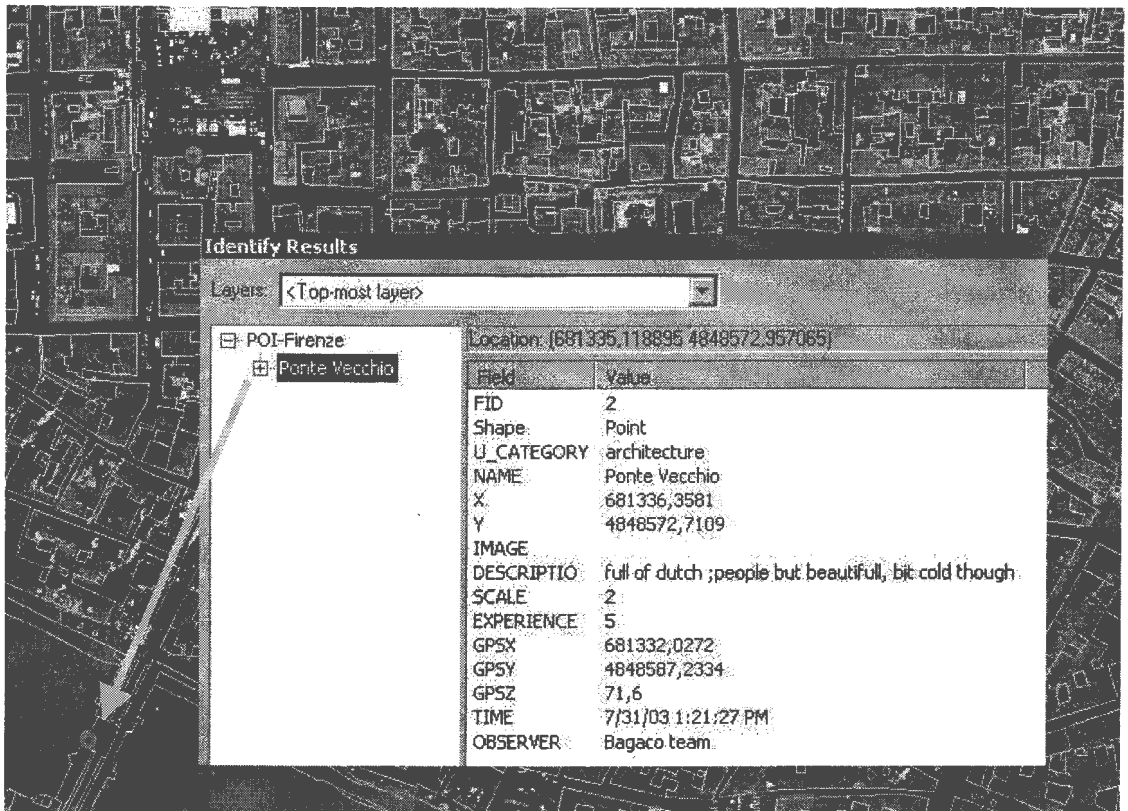 Identify Results
Layers: <Top-most layer>
POI-Firenze
Ponte Vecchio
Location: (681335,118895 4848572,957065)
Field Value
FID 2
Shape Point
U_CATEGORY architecture
NAME Ponte Vecchio
X 681336,3581
Y 4848572,7109
IMAGE
DESCRIPTIO full of dutch ;people but beautifull, bit cold though
SCALE 2
EXPERIENCE 5
GPSX 681332,0272
GPSY 4848587,2334
GPSZ 71,6
TIME 7/31/03 1:21:27 PM
OBSERVER Bagaco team